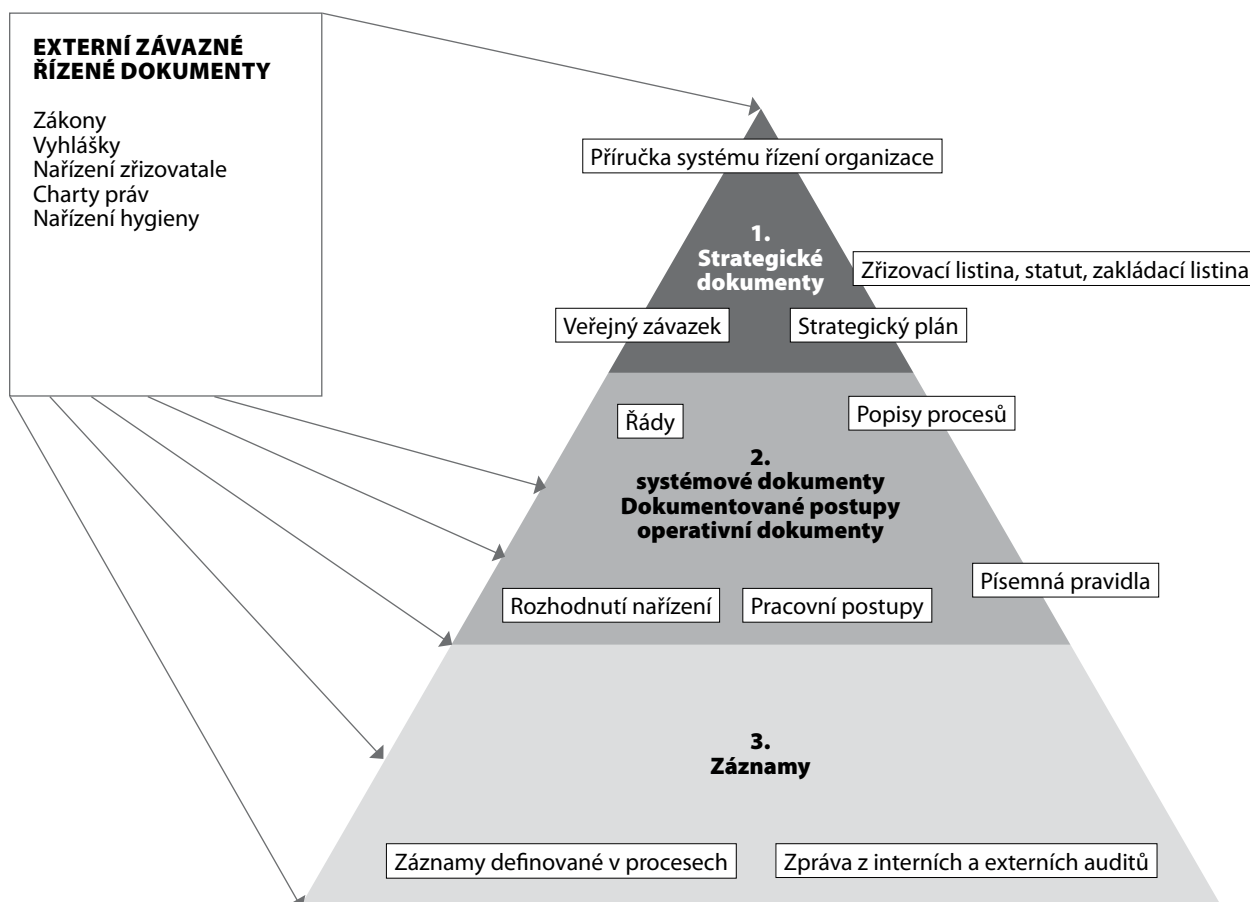 EXTERNÍ ZÁVAZNÉ
ŘÍZENÉ DOKUMENTY
Zákony
Vyhlášky
Nařízení zřizovatale
Charty práv
Nařízení hygieny
Příručka systému řízení organizace
1.
Strategické
dokumenty
Zřizovací listina, statut, zakládací listina
Veřejný závazek
Strategický plán
Řády
Popisy procesů
2.
systémové dokumenty
Dokumentované postupy
operativní dokumenty
Písemná pravidla
Rozhodnutí nařízení
Pracovní postupy
3.
Záznamy
Záznamy definované v procesech
Zpráva z interních a externích auditů